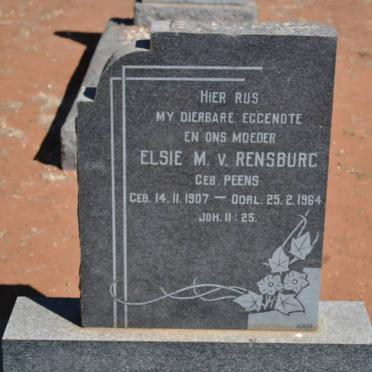 HIER RUS
MY DIERBARE EGGENOTE
EN ONS MOEDER
ELSIE M. v. RENSBURG
GEB. PEENS
GEB. 14. 11. 1907 — OORL. 25. 2. 1964
JOH. 11 : 25.